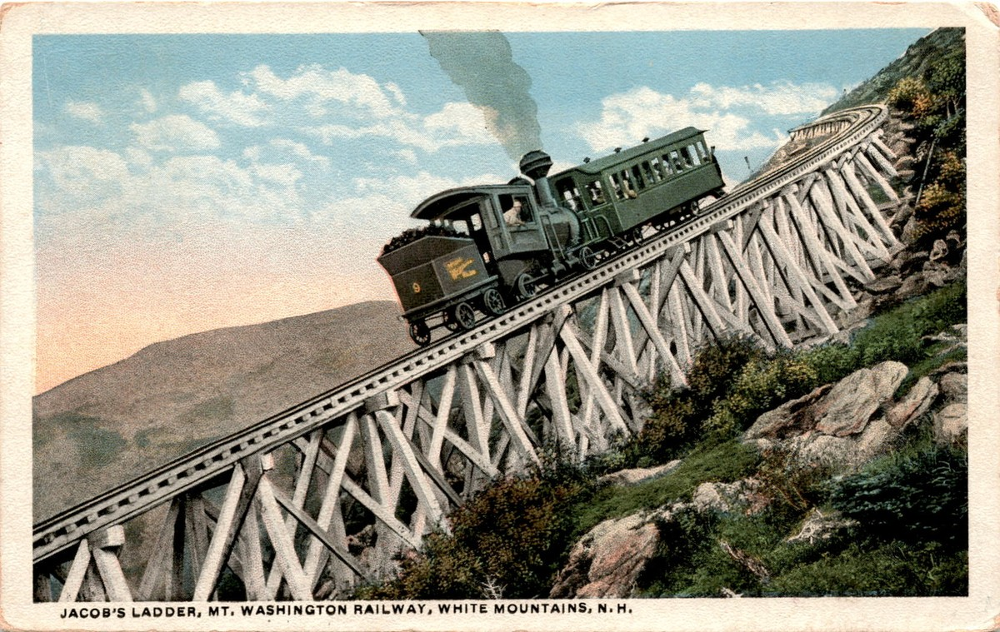 9
JACOB'S LADDER, MT. WASHINGTON RAILWAY, WHITE MOUNTAINS, N.H.